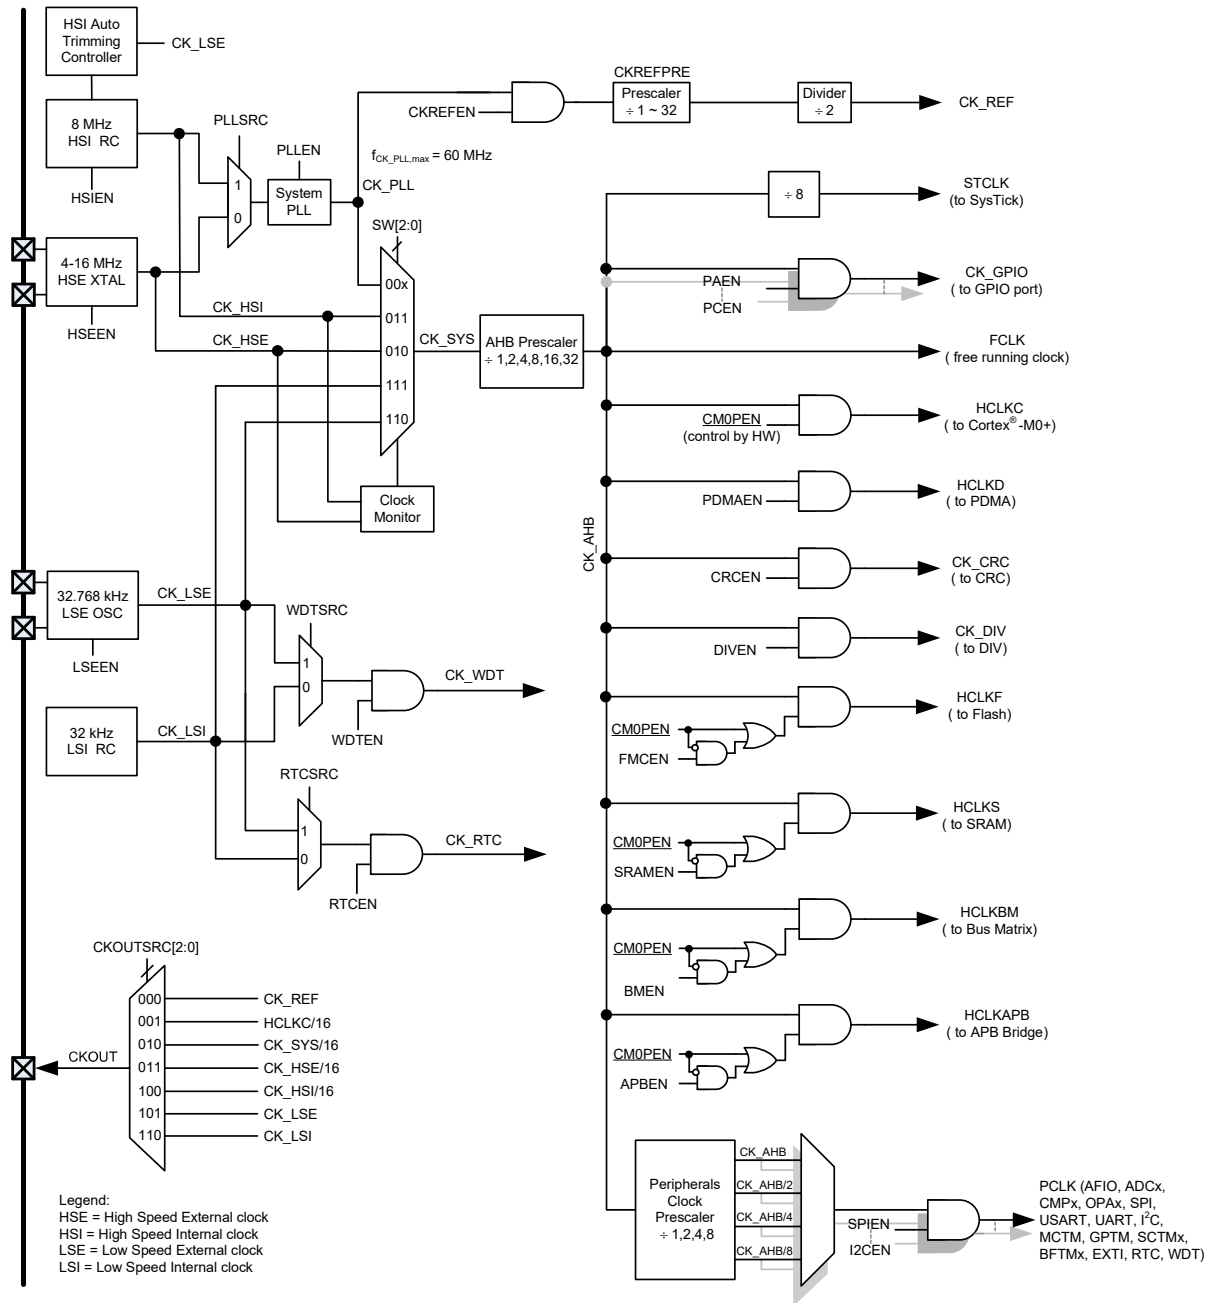 HSI Auto
Trimming
Controller
CK_LSE
8 MHz
HSI RC
HSIEN
PLLSRC
1
0
PLLEN
System
PLL
fCK_PLL,max = 60 MHz
CK_PLL
CKREFEN
CKREFPRE
Prescaler
÷ 1 ~ 32
Divider
÷ 2
CK_REF
4-16 MHz
HSE XTAL
HSEEN
CK_HSI
CK_HSE
SW[2:0]
00x
011
010
111
110
CK_SYS
AHB Prescaler
÷ 1,2,4,8,16,32
Clock
Monitor
÷ 8
STCLK
(to SysTick)
PAEN
PCEN
CK_GPIO
( to GPIO port)
FCLK
( free running clock)
CM0PEN
(control by HW)
HCLKC
( to Cortex®-M0+)
PDMAEN
HCLKD
( to PDMA)
CK_AHB
CRCEN
CK_CRC
( to CRC)
DIVEN
CK_DIV
( to DIV)
CM0PEN
FMCEN
HCLKF
( to Flash)
CM0PEN
SRAMEN
HCLKS
( to SRAM)
CM0PEN
BMEN
HCLKBM
( to Bus Matrix)
CM0PEN
APBEN
HCLKAPB
( to APB Bridge)
32.768 kHz
LSE OSC
LSEEN
CK_LSE
WDTSRC
1
0
WDTEN
CK_WDT
32 kHz
LSI RC
CK_LSI
RTCSRC
1
0
RTCEN
CK_RTC
CKOUTSRC[2:0]
CKOUT
000 CK_REF
001 HCLKC/16
010 CK_SYS/16
011 CK_HSE/16
100 CK_HSI/16
101 CK_LSE
110 CK_LSI
Peripherals
Clock
Prescaler
÷ 1,2,4,8
CK_AHB
CK_AHB/2
CK_AHB/4
CK_AHB/8
SPIEN
I2CEN
PCLK (AFIO, ADCx,
CMPx, OPAx, SPI,
USART, UART, I²C,
MCTM, GPTM, SCTMx,
BFTMx, EXTI, RTC, WDT)
Legend:
HSE = High Speed External clock
HSI = High Speed Internal clock
LSE = Low Speed External clock
LSI = Low Speed Internal clock